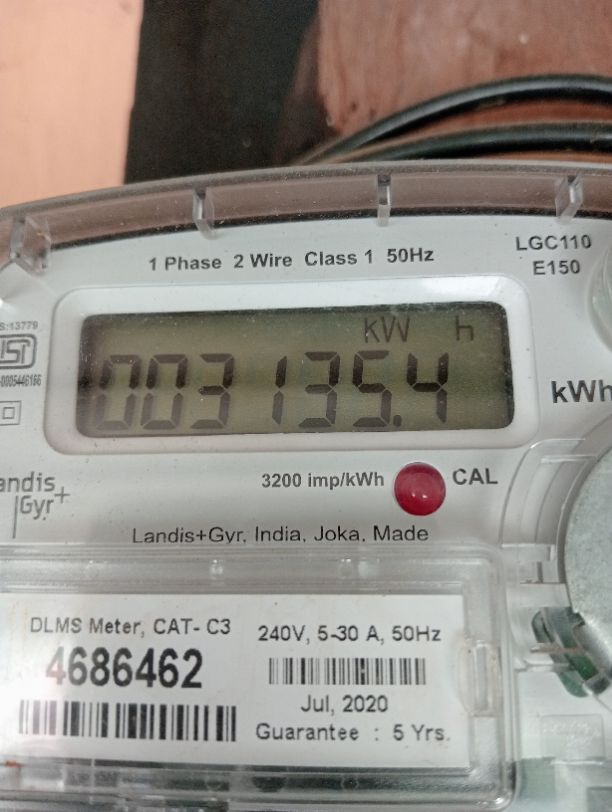 1 Phase 2 Wire Class 1 50Hz
LGC110
E150
S:13779
kW h
003135.4
kWh
3200 imp/kWh
CAL
Gyr+
Landis+Gyr, India, Joka, Made
DLMS Meter, CAT- C3
4686462
240V, 5-30 A, 50Hz
Jul, 2020
Guarantee : 5 Yrs.